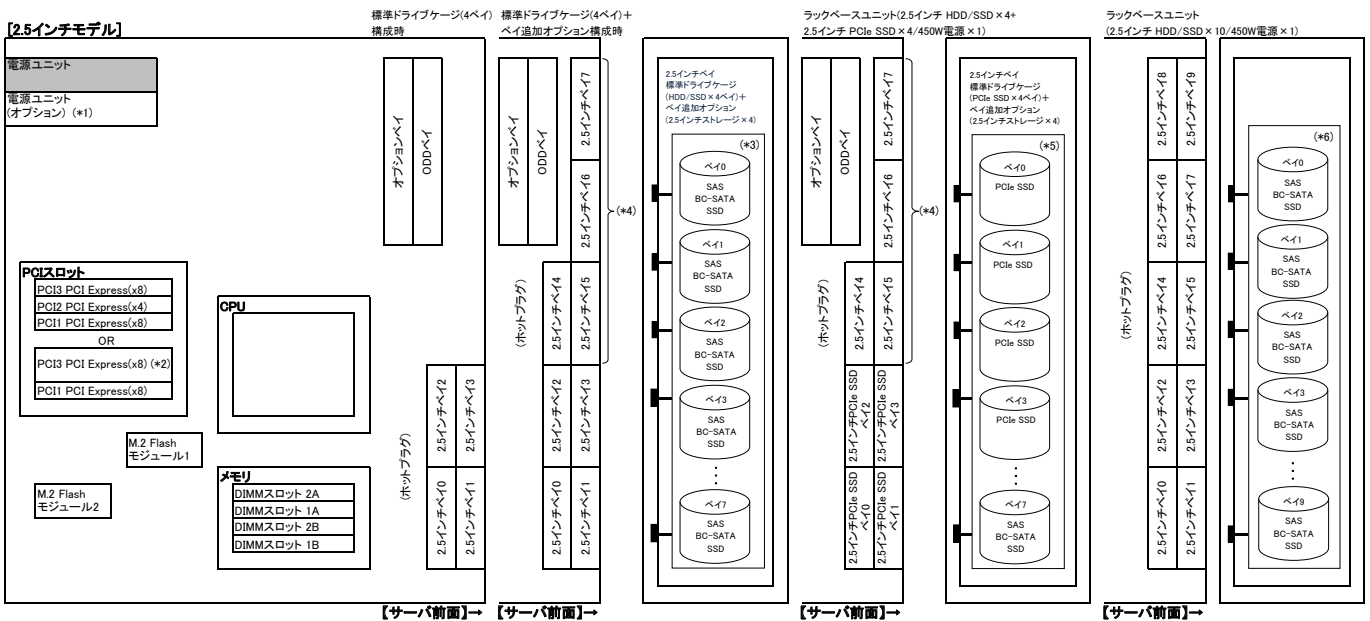 [2.5インチモデル]
標準ドライブケージ(4ベイ)
構成時
標準ドライブケージ(4ベイ)＋
ベイ追加オプション構成時
ラックベースユニット(2.5インチ HDD/SSD×4+
2.5インチ PCIe SSD×4/450W電源×1)
ラックベースユニット
(2.5インチ HDD/SSD×10/450W電源×1)
電源ユニット
電源ユニット
(オプション) (*1)
PCIスロット
PCI3 PCI Express(x8)
PCI2 PCI Express(x4)
PCI1 PCI Express(x8)
OR
PCI3 PCI Express(x8) (*2)
PCI1 PCI Express(x8)
CPU
M.2 Flash
モジュール1
M.2 Flash
モジュール2
メモリ
DIMMスロット 2A
DIMMスロット 1A
DIMMスロット 2B
DIMMスロット 1B
オプションベイ
ODDベイ
(ホットプラグ)
2.5インチベイ2
2.5インチベイ3
2.5インチベイ0
2.5インチベイ1
【サーバ前面】→
オプションベイ
ODDベイ
2.5インチベイ7
2.5インチベイ6
(*4)
(ホットプラグ)
2.5インチベイ4
2.5インチベイ5
2.5インチベイ2
2.5インチベイ3
2.5インチベイ0
2.5インチベイ1
【サーバ前面】→
2.5インチベイ
標準ドライブケージ
(HDD/SSD×4ベイ)＋
ベイ追加オプション
(2.5インチストレージ×4)
(*3)
ベイ0
SAS
BC-SATA
SSD
ベイ1
SAS
BC-SATA
SSD
ベイ2
SAS
BC-SATA
SSD
ベイ3
SAS
BC-SATA
SSD
ベイ7
SAS
BC-SATA
SSD
オプションベイ
ODDベイ
2.5インチベイ7
2.5インチベイ6
(*4)
(ホットプラグ)
2.5インチベイ4
2.5インチベイ5
2.5インチPCIe SSD
ベイ2
2.5インチPCIe SSD
ベイ3
2.5インチPCIe SSD
ベイ0
2.5インチPCIe SSD
ベイ1
【サーバ前面】→
2.5インチベイ
標準ドライブケージ
(PCIe SSD×4ベイ)＋
ベイ追加オプション
(2.5インチストレージ×4)
(*5)
ベイ0
PCIe SSD
ベイ1
PCIe SSD
ベイ2
PCIe SSD
ベイ3
PCIe SSD
ベイ7
SAS
BC-SATA
SSD
2.5インチベイ8
2.5インチベイ9
2.5インチベイ6
2.5インチベイ7
(ホットプラグ)
2.5インチベイ4
2.5インチベイ5
2.5インチベイ2
2.5インチベイ3
2.5インチベイ0
2.5インチベイ1
【サーバ前面】→
(*6)
ベイ0
SAS
BC-SATA
SSD
ベイ1
SAS
BC-SATA
SSD
ベイ2
SAS
BC-SATA
SSD
ベイ3
SAS
BC-SATA
SSD
ベイ9
SAS
BC-SATA
SSD